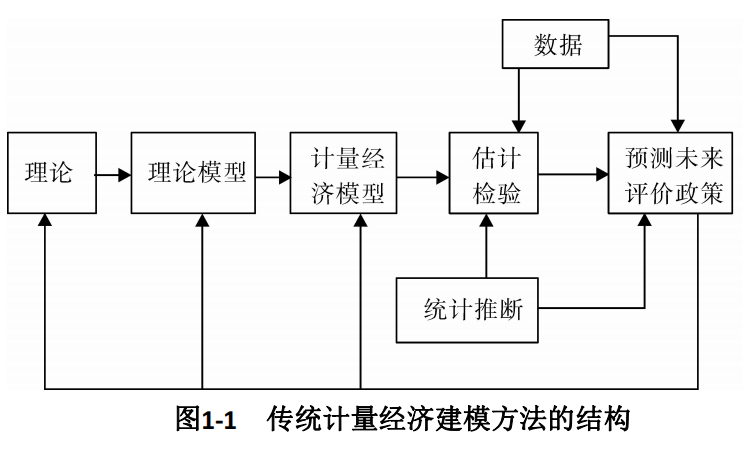 数据
理论
理论模型
计量经
济模型
估计
检验
预测未来
评价政策
统计推断
图1-1 传统计量经济建模方法的结构